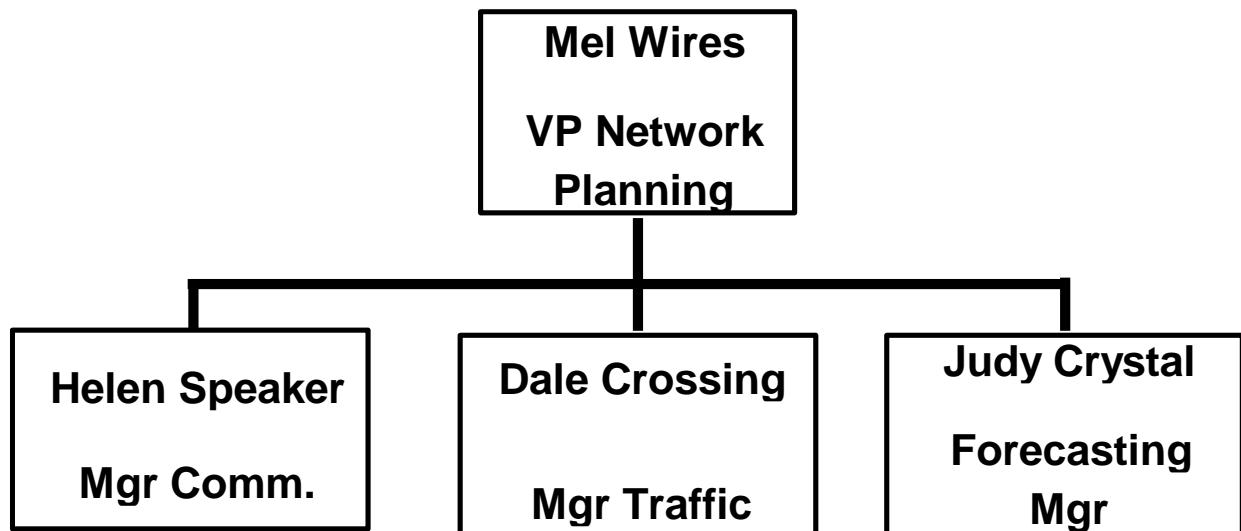 Mel Wires
VP Network
Planning
Helen Speaker
Mgr Comm.
Dale Crossing
Mgr Traffic
Judy Crystal
Forecasting
Mgr